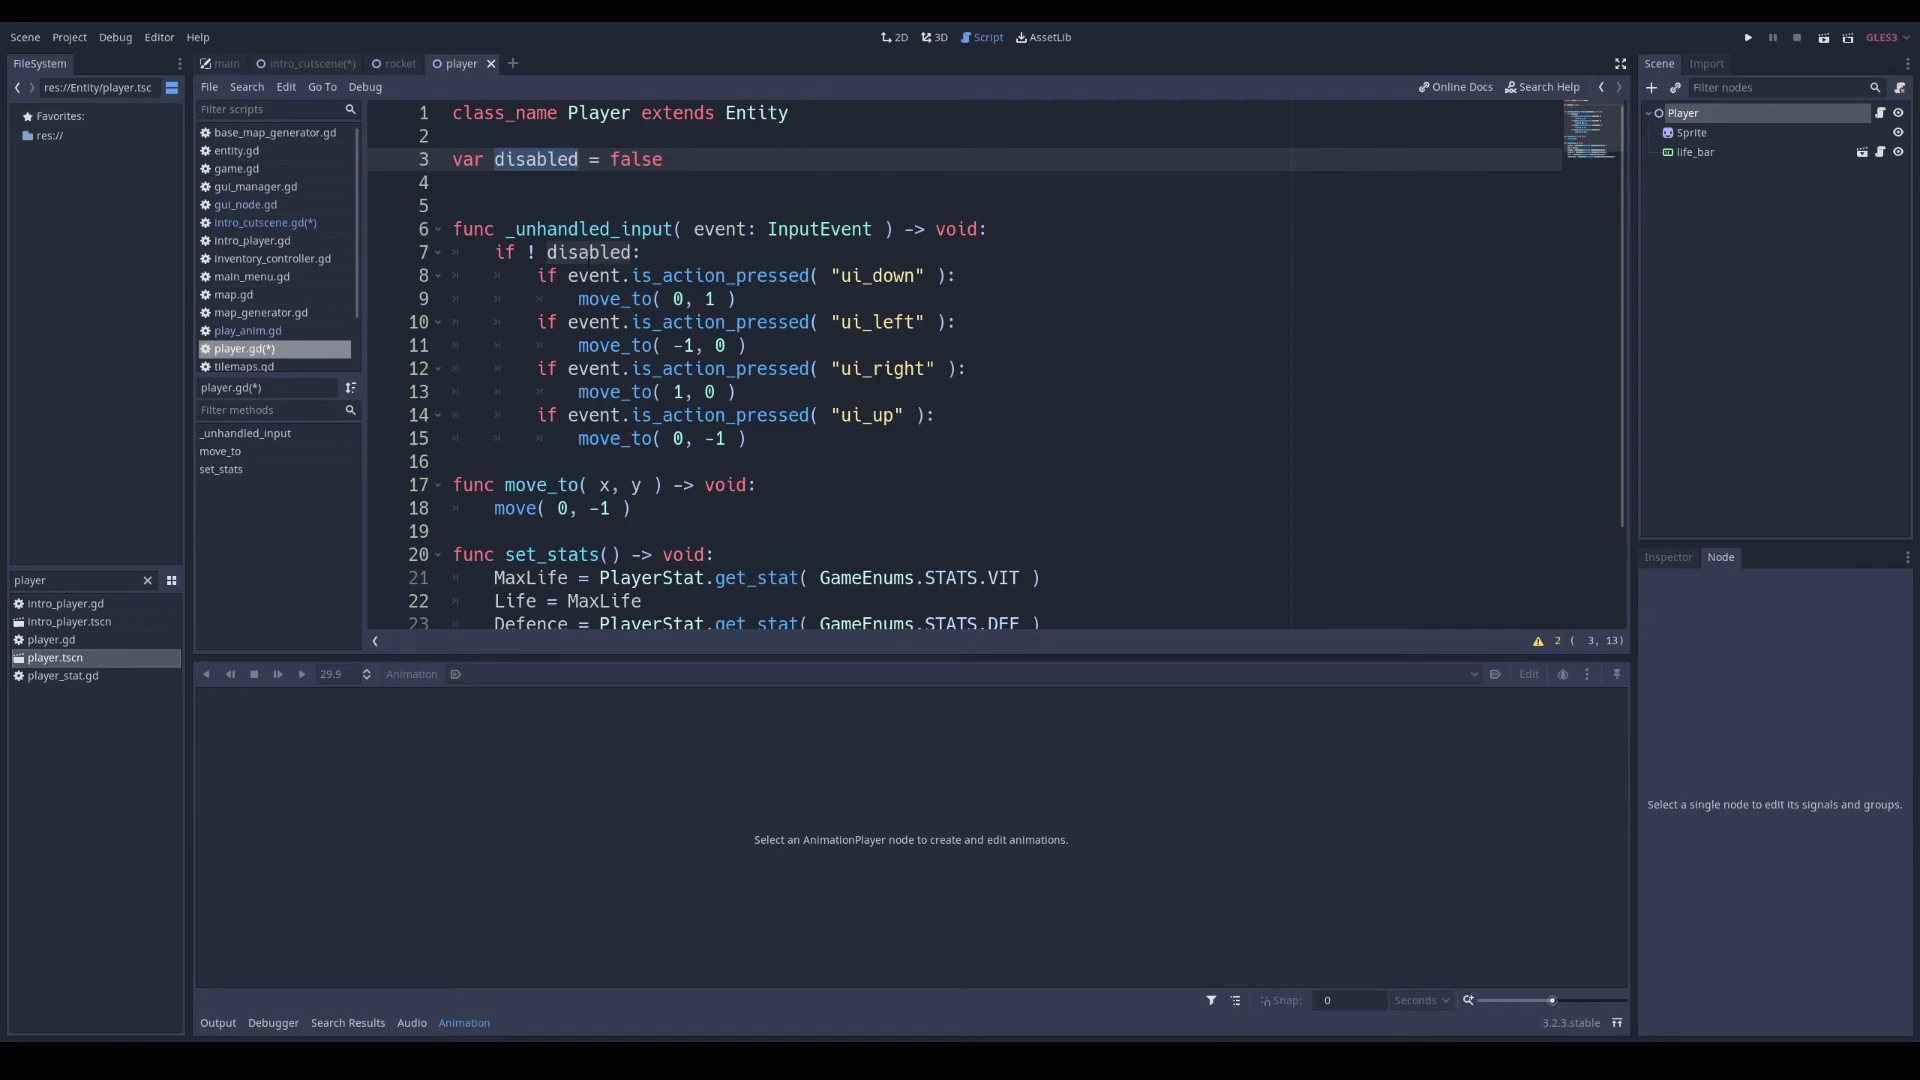 Scene Project Debug Editor Help
2D 3D Script AssetLib
GLES3
FileSystem
main intro_cutscene(*) rocket player
Scene Import
res://Entity/player.tsc
File Search Edit Go To Debug
Online Docs Search Help
Filter nodes
Favorites:
res://
Filter scripts
base_map_generator.gd
entity.gd
game.gd
gui_manager.gd
gui_node.gd
intro_cutscene.gd(*)
intro_player.gd
inventory_controller.gd
main_menu.gd
map.gd
map_generator.gd
play_anim.gd
player.gd(*)
tilemaps.gd
player.gd(*)
Filter methods
_unhandled_input
move_to
set_stats
1 class_name Player extends Entity
2
3 var disabled = false
4
5
6 func _unhandled_input( event: InputEvent ) -> void:
7 if ! disabled:
8 if event.is_action_pressed( "ui_down" ):
9 move_to( 0, 1 )
10 if event.is_action_pressed( "ui_left" ):
11 move_to( -1, 0 )
12 if event.is_action_pressed( "ui_right" ):
13 move_to( 1, 0 )
14 if event.is_action_pressed( "ui_up" ):
15 move_to( 0, -1 )
16
17 func move_to( x, y ) -> void:
18 move( 0, -1 )
19
20 func set_stats() -> void:
21 MaxLife = PlayerStat.get_stat( GameEnums.STATS.VIT )
22 Life = MaxLife
23 Defence = PlayerStat.get_stat( GameEnums.STATS.DEF )
2 ( 3, 13)
Player
Sprite
life_bar
Inspector Node
Select a single node to edit its signals and groups.
player
intro_player.gd
intro_player.tscn
player.gd
player.tscn
player_stat.gd
29.9 Animation Edit
Select an AnimationPlayer node to create and edit animations.
Snap: 0 Seconds
Output Debugger Search Results Audio Animation
3.2.3.stable